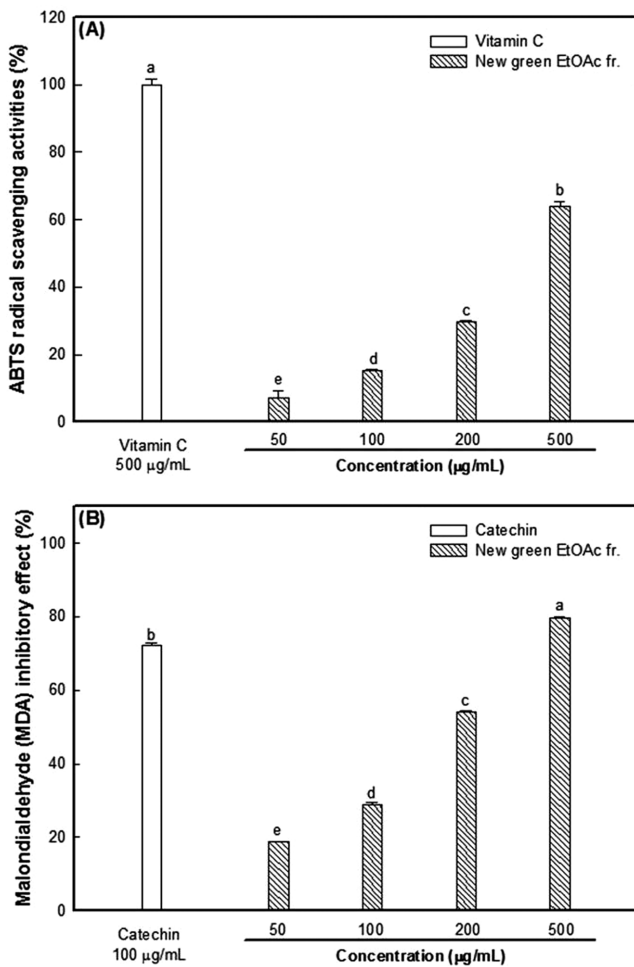 (A)
ABTS radical scavenging activities (%)
120
100
80
60
40
20
0
Vitamin C
New green EtOAc fr.
a
e
d
c
b
Vitamin C
500 μg/mL
50 100 200 500
Concentration (μg/mL)
(B)
Malondialdehyde (MDA) inhibitory effect (%)
100
80
60
40
20
0
Catechin
New green EtOAc fr.
b
e
d
c
a
Catechin
100 μg/mL
50 100 200 500
Concentration (μg/mL)